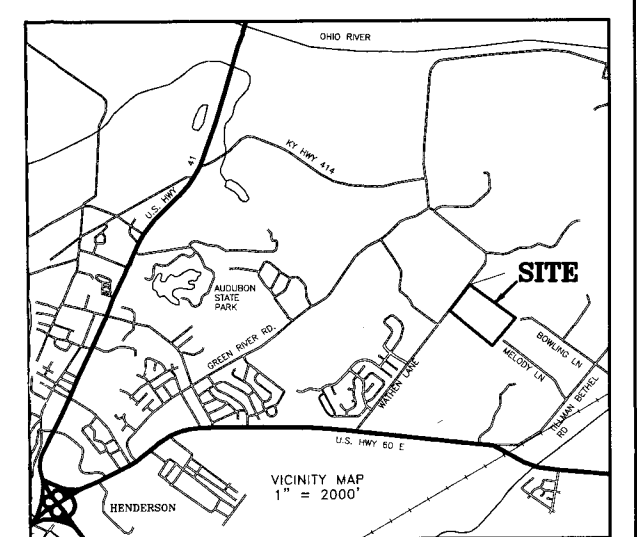 OHIO RIVER
KY HWY 414
U.S. HWY 41
AUDUBON
STATE
PARK
SITE
GREEN RIVER RD.
WATHEN LANE
BOWLING LN
MELODY LN
TILLMAN BETHEL
RD
U.S. HWY 60 E
VICINITY MAP
1" = 2000'
HENDERSON